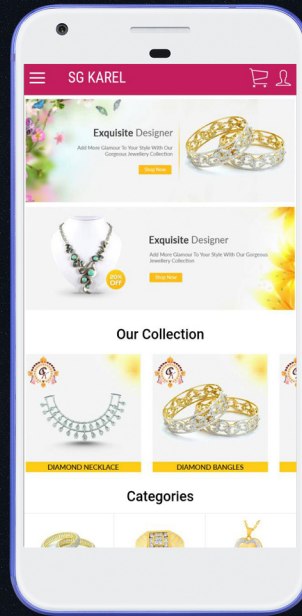 SG KAREL
Exquisite Designer
Add More Glamour To Your Style With Our
Gorgeous Jewellery Collection
Shop Now
Exquisite Designer
Add More Glamour To Your Style With Our Gorgeous
Jewellery Collection
Shop Now
20%
OFF
Our Collection
DIAMOND NECKLACE
DIAMOND BANGLES
Categories